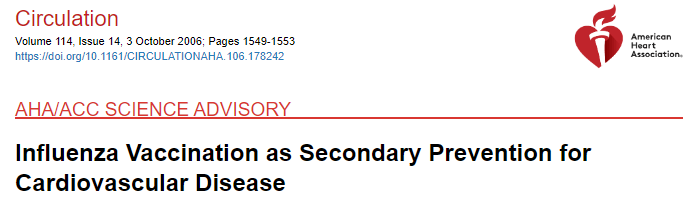 Circulation
Volume 114, Issue 14, 3 October 2006; Pages 1549-1553
https://doi.org/10.1161/CIRCULATIONAHA.106.178242
American
Heart
Association.
AHA/ACC SCIENCE ADVISORY
Influenza Vaccination as Secondary Prevention for
Cardiovascular Disease